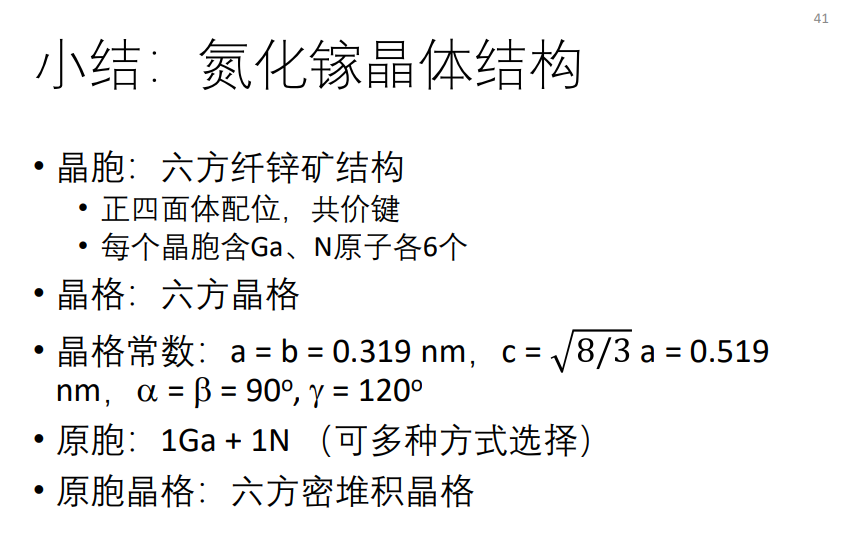 41
小结：氮化镓晶体结构
• 晶胞：六方纤锌矿结构
• 正四面体配位，共价键
• 每个晶胞含Ga、N原子各6个
• 晶格：六方晶格
• 晶格常数：a = b = 0.319 nm，c = √8/3 a = 0.519
nm，α = β = 90º, γ = 120º
• 原胞：1Ga + 1N （可多种方式选择）
• 原胞晶格：六方密堆积晶格